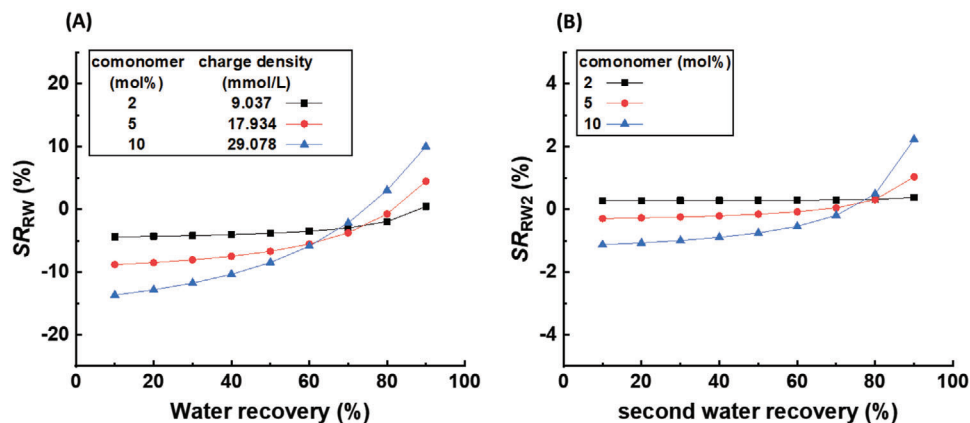 (A)
20
10
0
-10
-20
SR_RW (%)
comonomer charge density
(mol%) (mmol/L)
2 9.037
5 17.934
10 29.078
0 20 40 60 80 100
Water recovery (%)
(B)
4
2
0
-2
-4
SR_RW2 (%)
comonomer (mol%)
2
5
10
0 20 40 60 80 100
second water recovery (%)